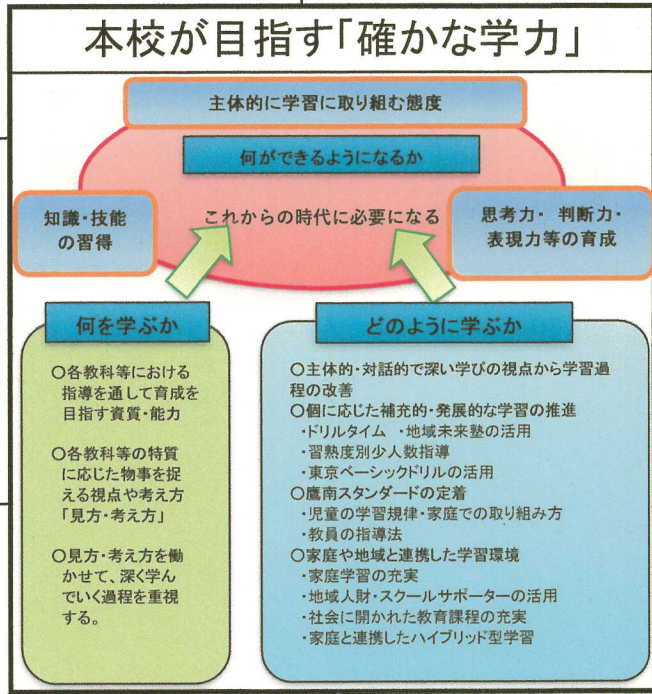 本校が目指す「確かな学力」
主体的に学習に取り組む態度
何ができるようになるか
知識・技能
の習得
これからの時代に必要になる
思考力・ 判断力・
表現力等の育成
何を学ぶか
○各教科等における
指導を通して育成を
目指す資質・能力
○各教科等の特質
に応じた物事を捉
える視点や考え方
「見方・考え方」
○見方・考え方を働
かせて、深く学ん
でいく過程を重視
する。
どのように学ぶか
○主体的・対話的で深い学びの視点から学習過
程の改善
○個に応じた補充的・発展的な学習の推進
・ドリルタイム ・地域未来塾の活用
・習熟度別少人数指導
・東京ベーシックドリルの活用
○鷹南スタンダードの定着
・児童の学習規律・家庭での取り組み方
・教員の指導法
○家庭や地域と連携した学習環境
・家庭学習の充実
・地域人財・スクールサポーターの活用
・社会に開かれた教育課程の充実
・家庭と連携したハイブリッド型学習